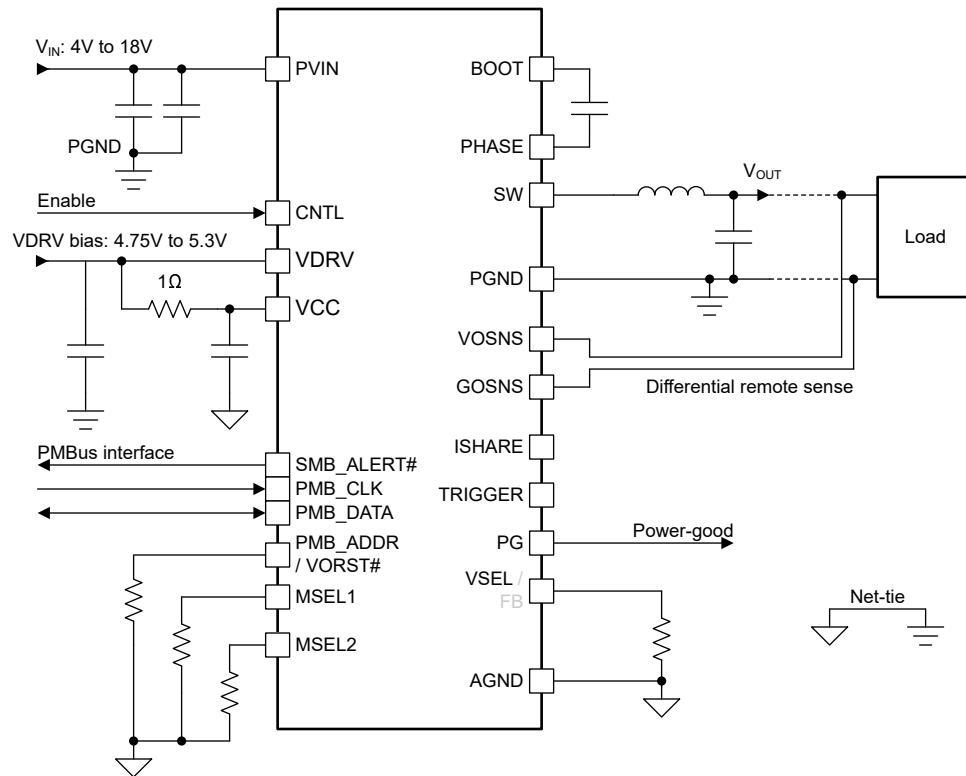 VIN: 4V to 18V
PVIN
PGND
Enable
CNTL
VDRV bias: 4.75V to 5.3V
VDRV
1Ω
VCC
PMBus interface
SMB_ALERT#
PMB_CLK
PMB_DATA
PMB_ADDR
/ VORST#
MSEL1
MSEL2
BOOT
PHASE
SW
VOUT
Load
PGND
VOSNS
GOSNS
Differential remote sense
ISHARE
TRIGGER
PG
Power-good
VSEL /
FB
AGND
Net-tie